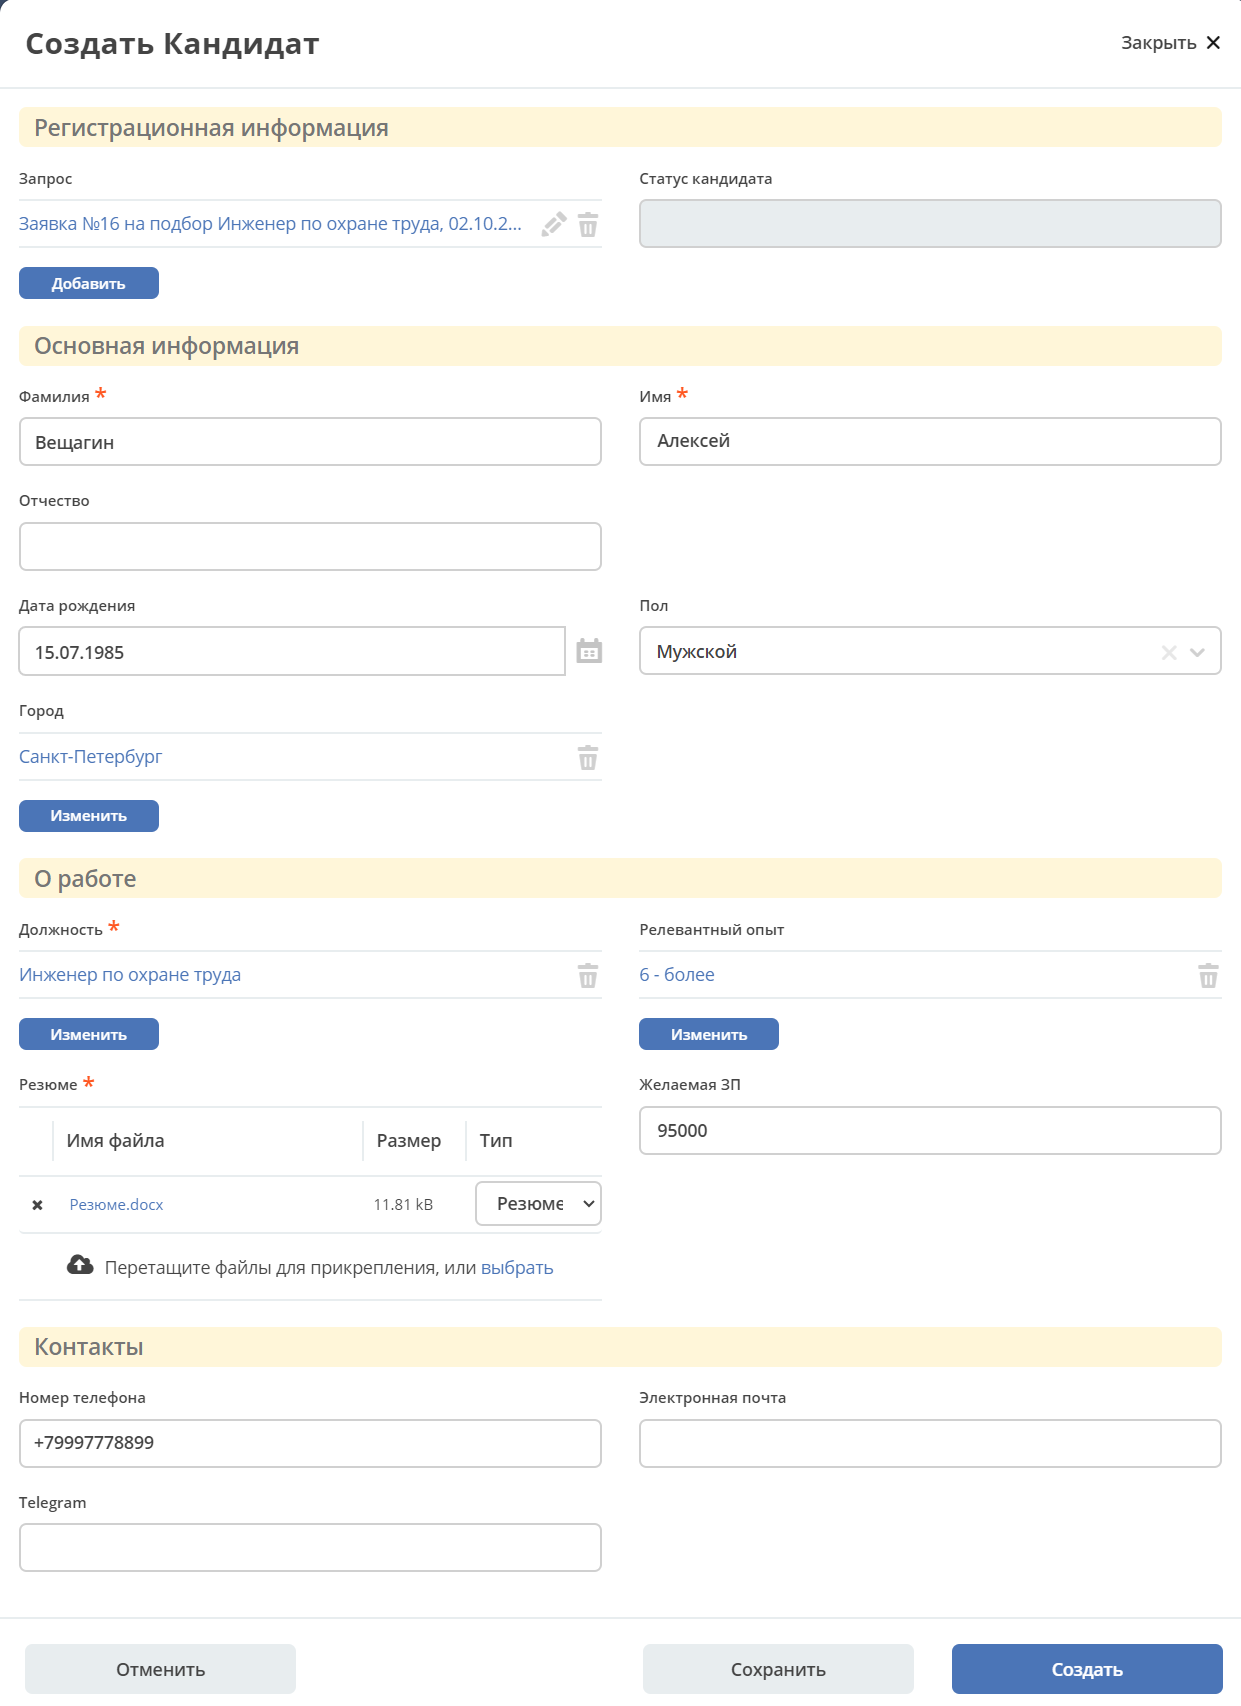 Создать Кандидат
Закрыть
Регистрационная информация
Запрос
Статус кандидата
Заявка №16 на подбор Инженер по охране труда, 02.10.2...
Добавить
Основная информация
Фамилия *
Имя *
Вещагин
Алексей
Отчество
Дата рождения
Пол
15.07.1985
Мужской
Город
Санкт-Петербург
Изменить
О работе
Должность *
Релевантный опыт
Инженер по охране труда
6 - более
Изменить
Изменить
Резюме *
Желаемая ЗП
Имя файла Размер Тип
95000
Резюме.docx 11.81 kB Резюме
Перетащите файлы для прикрепления, или выбрать
Контакты
Номер телефона
Электронная почта
+79997778899
Telegram
Отменить
Сохранить
Создать